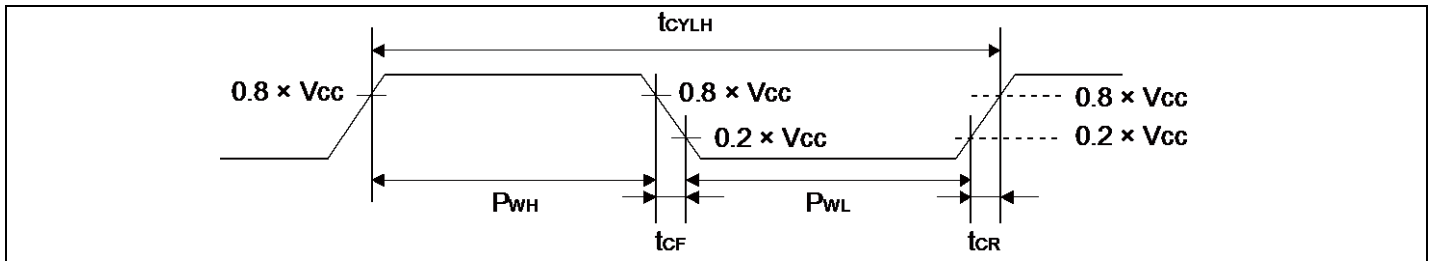 tCYLH
0.8 × Vcc
0.8 × Vcc
0.8 × Vcc
0.2 × Vcc
0.2 × Vcc
PWH
PWL
tCF
tCR